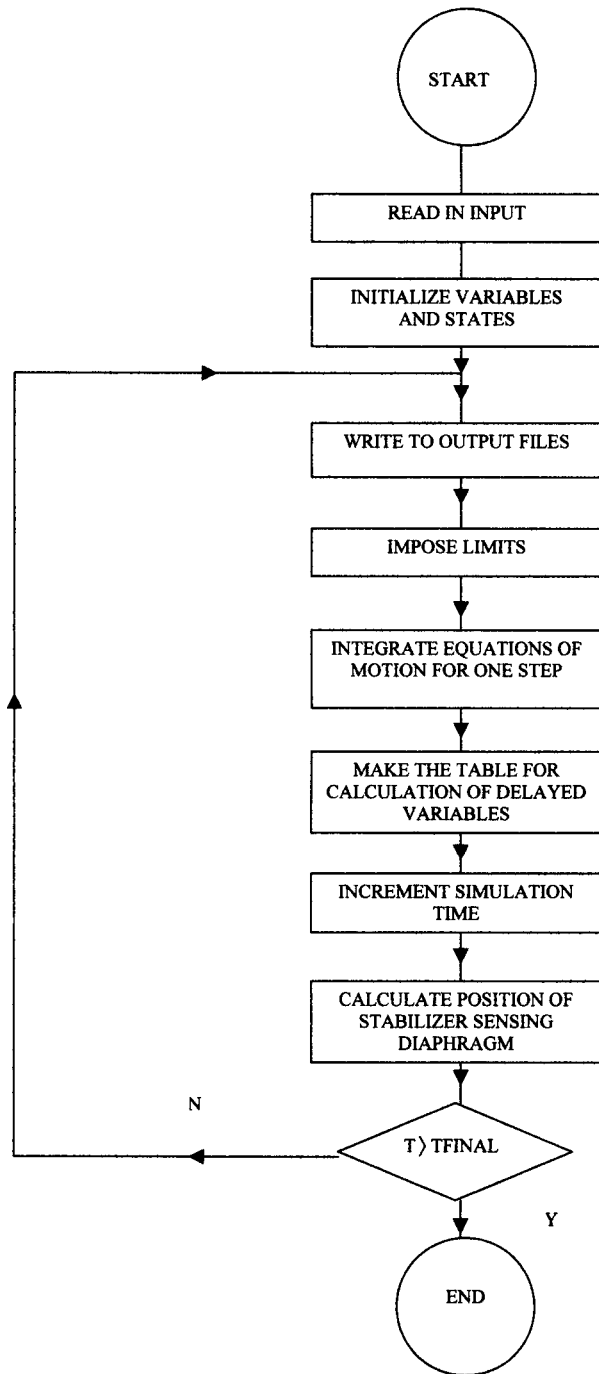 START
READ IN INPUT
INITIALIZE VARIABLES
AND STATES
WRITE TO OUTPUT FILES
IMPOSE LIMITS
INTEGRATE EQUATIONS OF
MOTION FOR ONE STEP
MAKE THE TABLE FOR
CALCULATION OF DELAYED
VARIABLES
INCREMENT SIMULATION
TIME
CALCULATE POSITION OF
STABILIZER SENSING
DIAPHRAGM
N
T⟩ TFINAL
Y
END